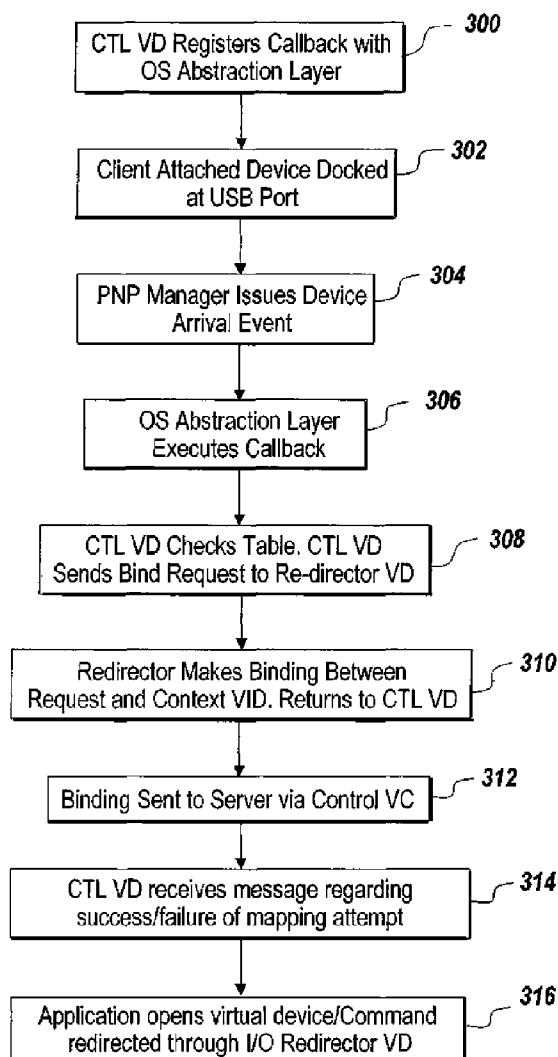 300
CTL VD Registers Callback with
OS Abstraction Layer
302
Client Attached Device Docked
at USB Port
304
PNP Manager Issues Device
Arrival Event
306
OS Abstraction Layer
Executes Callback
308
CTL VD Checks Table. CTL VD
Sends Bind Request to Re-director VD
310
Redirector Makes Binding Between
Request and Context VID. Returns to CTL VD
312
Binding Sent to Server via Control VC
314
CTL VD receives message regarding
success/failure of mapping attempt
316
Application opens virtual device/Command
redirected through I/O Redirector VD